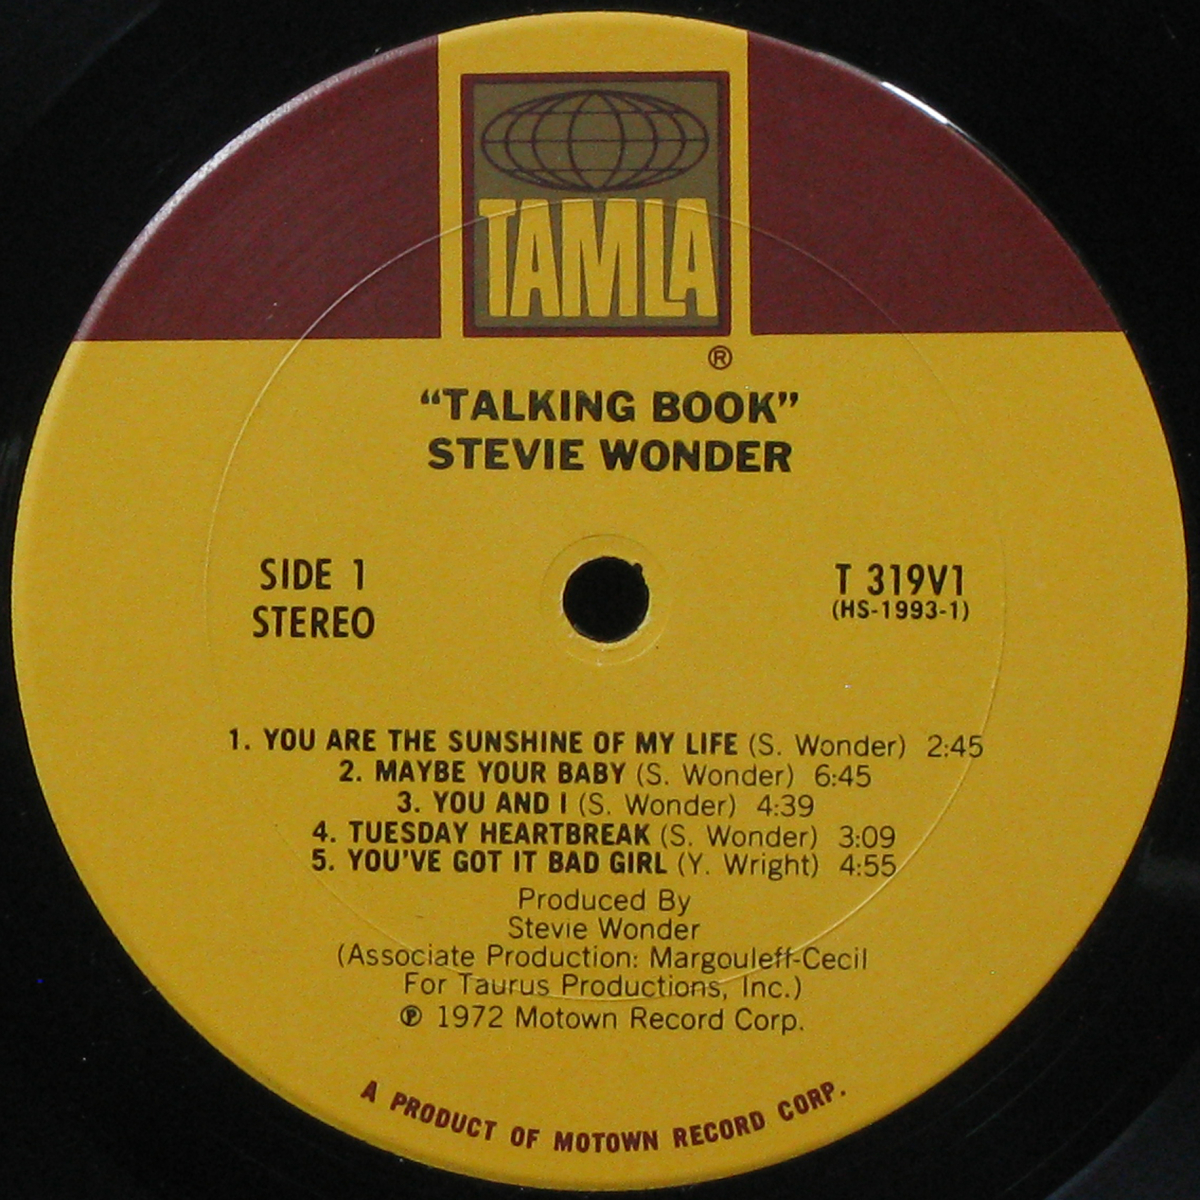 TAMLA
®
“TALKING BOOK”
STEVIE WONDER
SIDE 1
STEREO
T 319V1
(HS-1993-1)
1. YOU ARE THE SUNSHINE OF MY LIFE (S. Wonder) 2:45
2. MAYBE YOUR BABY (S. Wonder) 6:45
3. YOU AND I (S. Wonder) 4:39
4. TUESDAY HEARTBREAK (S. Wonder) 3:09
5. YOU'VE GOT IT BAD GIRL (Y. Wright) 4:55
Produced By
Stevie Wonder
(Associate Production: Margouleff-Cecil
For Taurus Productions, Inc.)
℗ 1972 Motown Record Corp.
A PRODUCT OF MOTOWN RECORD CORP.